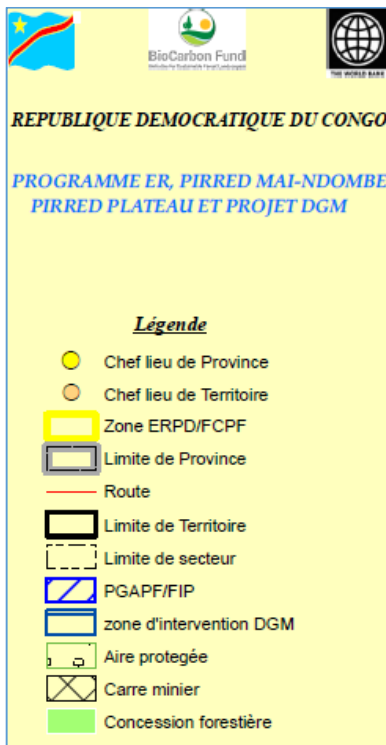 BioCarbon Fund
THE WORLD BANK
REPUBLIQUE DEMOCRATIQUE DU CONGO
PROGRAMME ER, PIRRED MAI-NDOMBE
PIRRED PLATEAU ET PROJET DGM
Légende
Chef lieu de Province
Chef lieu de Territoire
Zone ERPD/FCPF
Limite de Province
Route
Limite de Territoire
Limite de secteur
PGAPF/FIP
zone d'intervention DGM
Aire protegée
Carre minier
Concession forestière